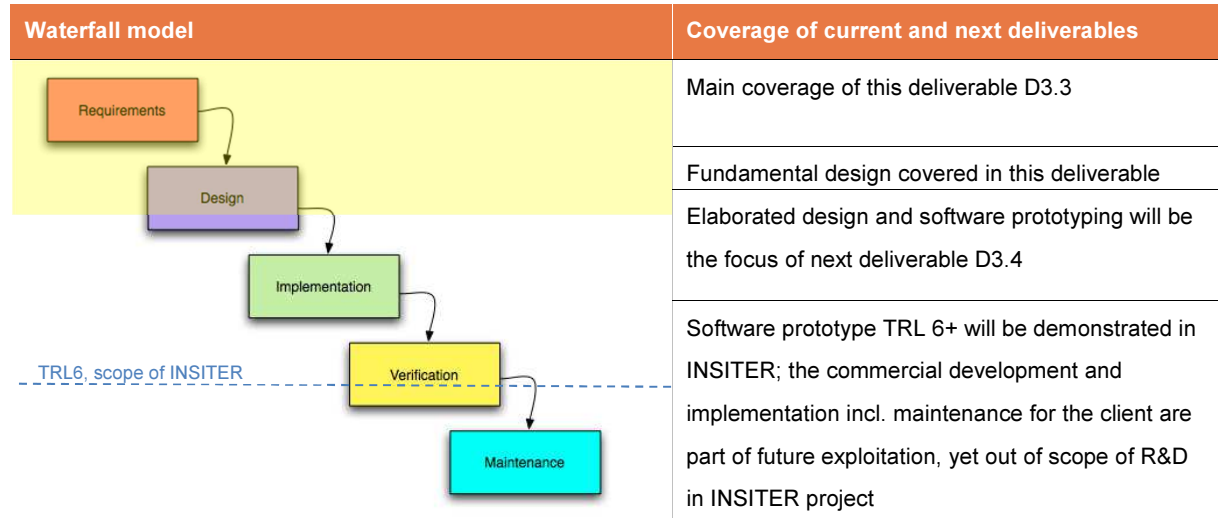 Waterfall model
Coverage of current and next deliverables
Requirements
Main coverage of this deliverable D3.3
Design
Fundamental design covered in this deliverable
Elaborated design and software prototyping will be
the focus of next deliverable D3.4
Implementation
TRL6, scope of INSITER
Verification
Maintenance
Software prototype TRL 6+ will be demonstrated in
INSITER; the commercial development and
implementation incl. maintenance for the client are
part of future exploitation, yet out of scope of R&D
in INSITER project